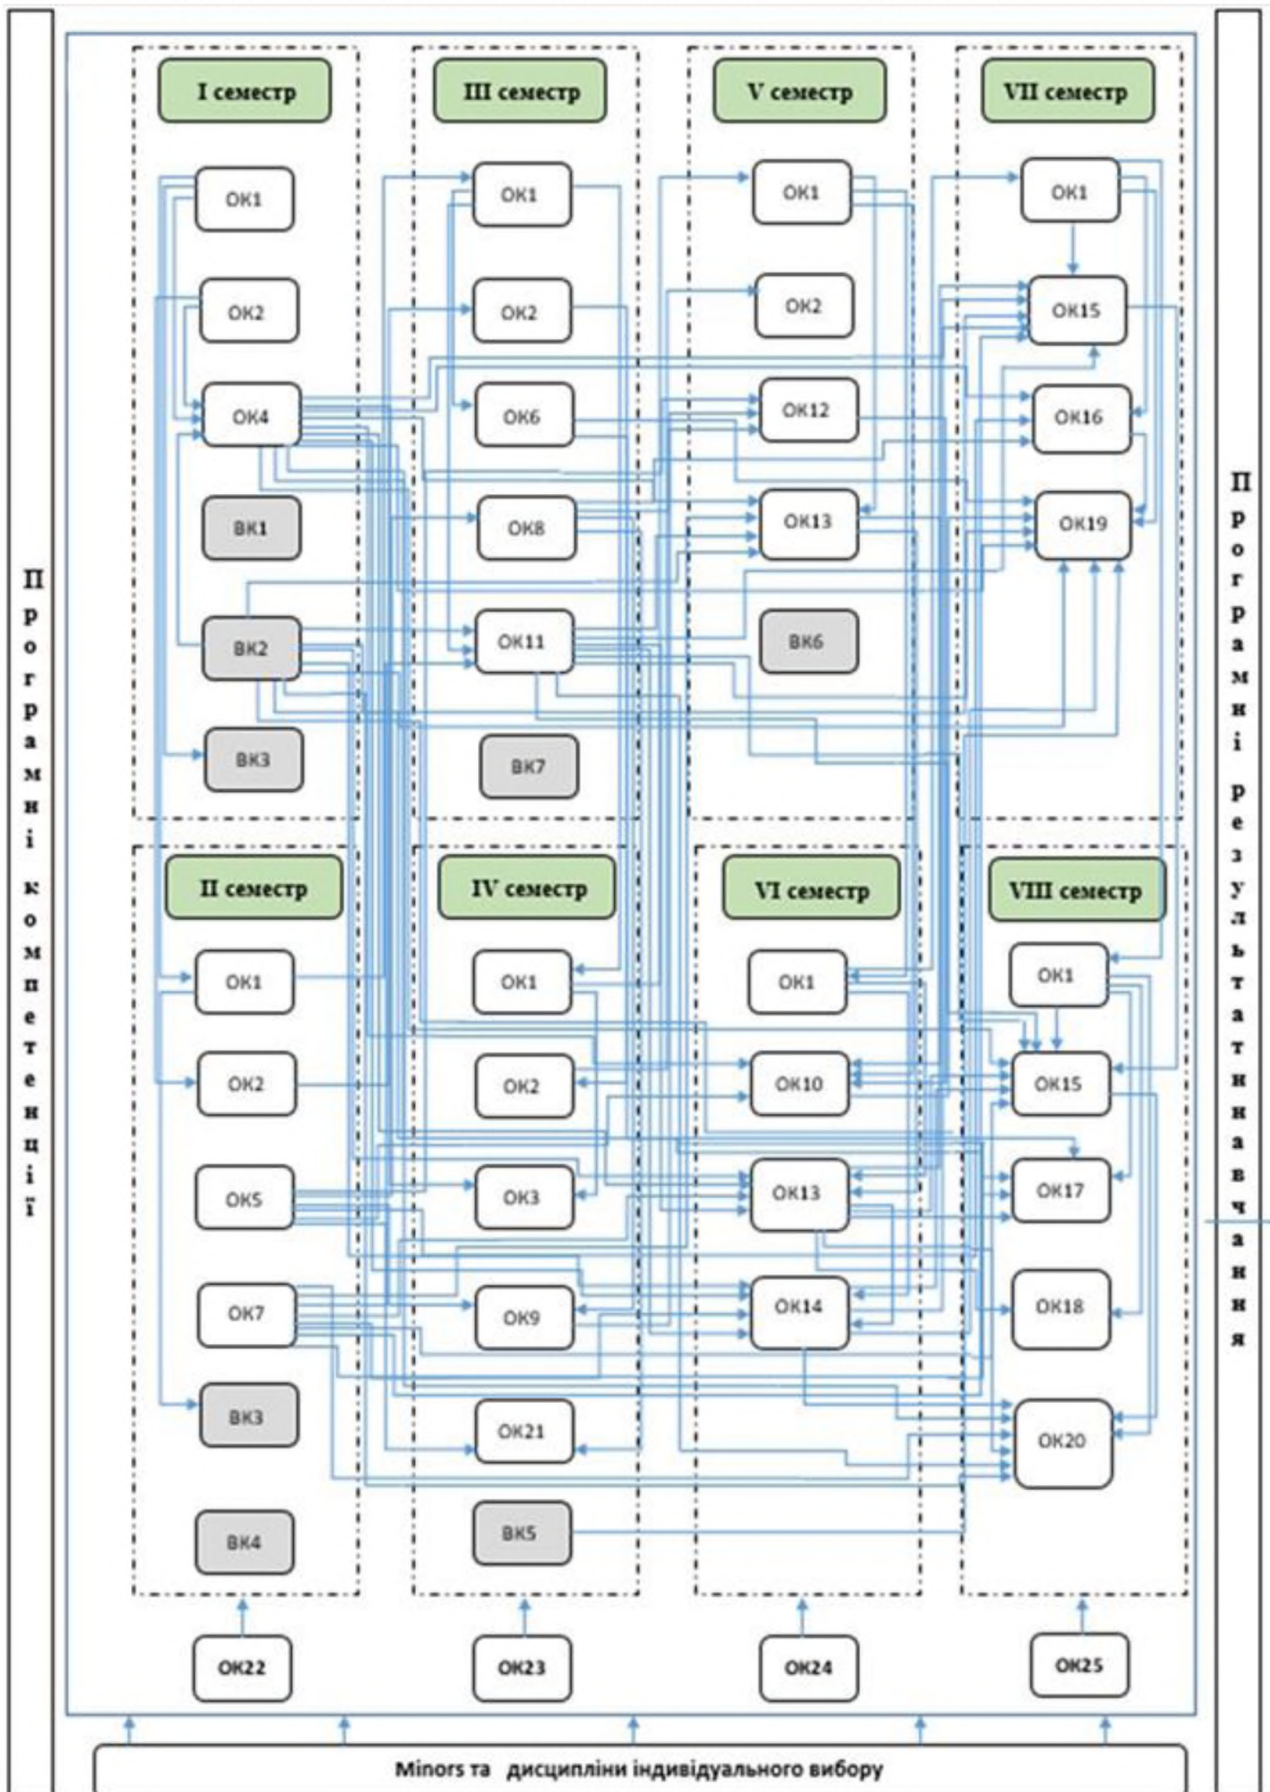 Програмні компетенції
I семестр
ОК1
ОК2
ОК4
ВК1
ВК2
ВК3
III семестр
ОК1
ОК2
ОК6
ОК8
ОК11
ВК7
V семестр
ОК1
ОК2
ОК12
ОК13
ВК6
VII семестр
ОК1
ОК15
ОК16
ОК19
II семестр
ОК1
ОК2
ОК5
ОК7
ВК3
ВК4
IV семестр
ОК1
ОК2
ОК3
ОК9
ОК21
ВК5
VI семестр
ОК1
ОК10
ОК13
ОК14
VIII семестр
ОК1
ОК15
ОК17
ОК18
ОК20
ОК22
ОК23
ОК24
ОК25
Minors та дисципліни індивідуального вибору
Програмні результати навчання